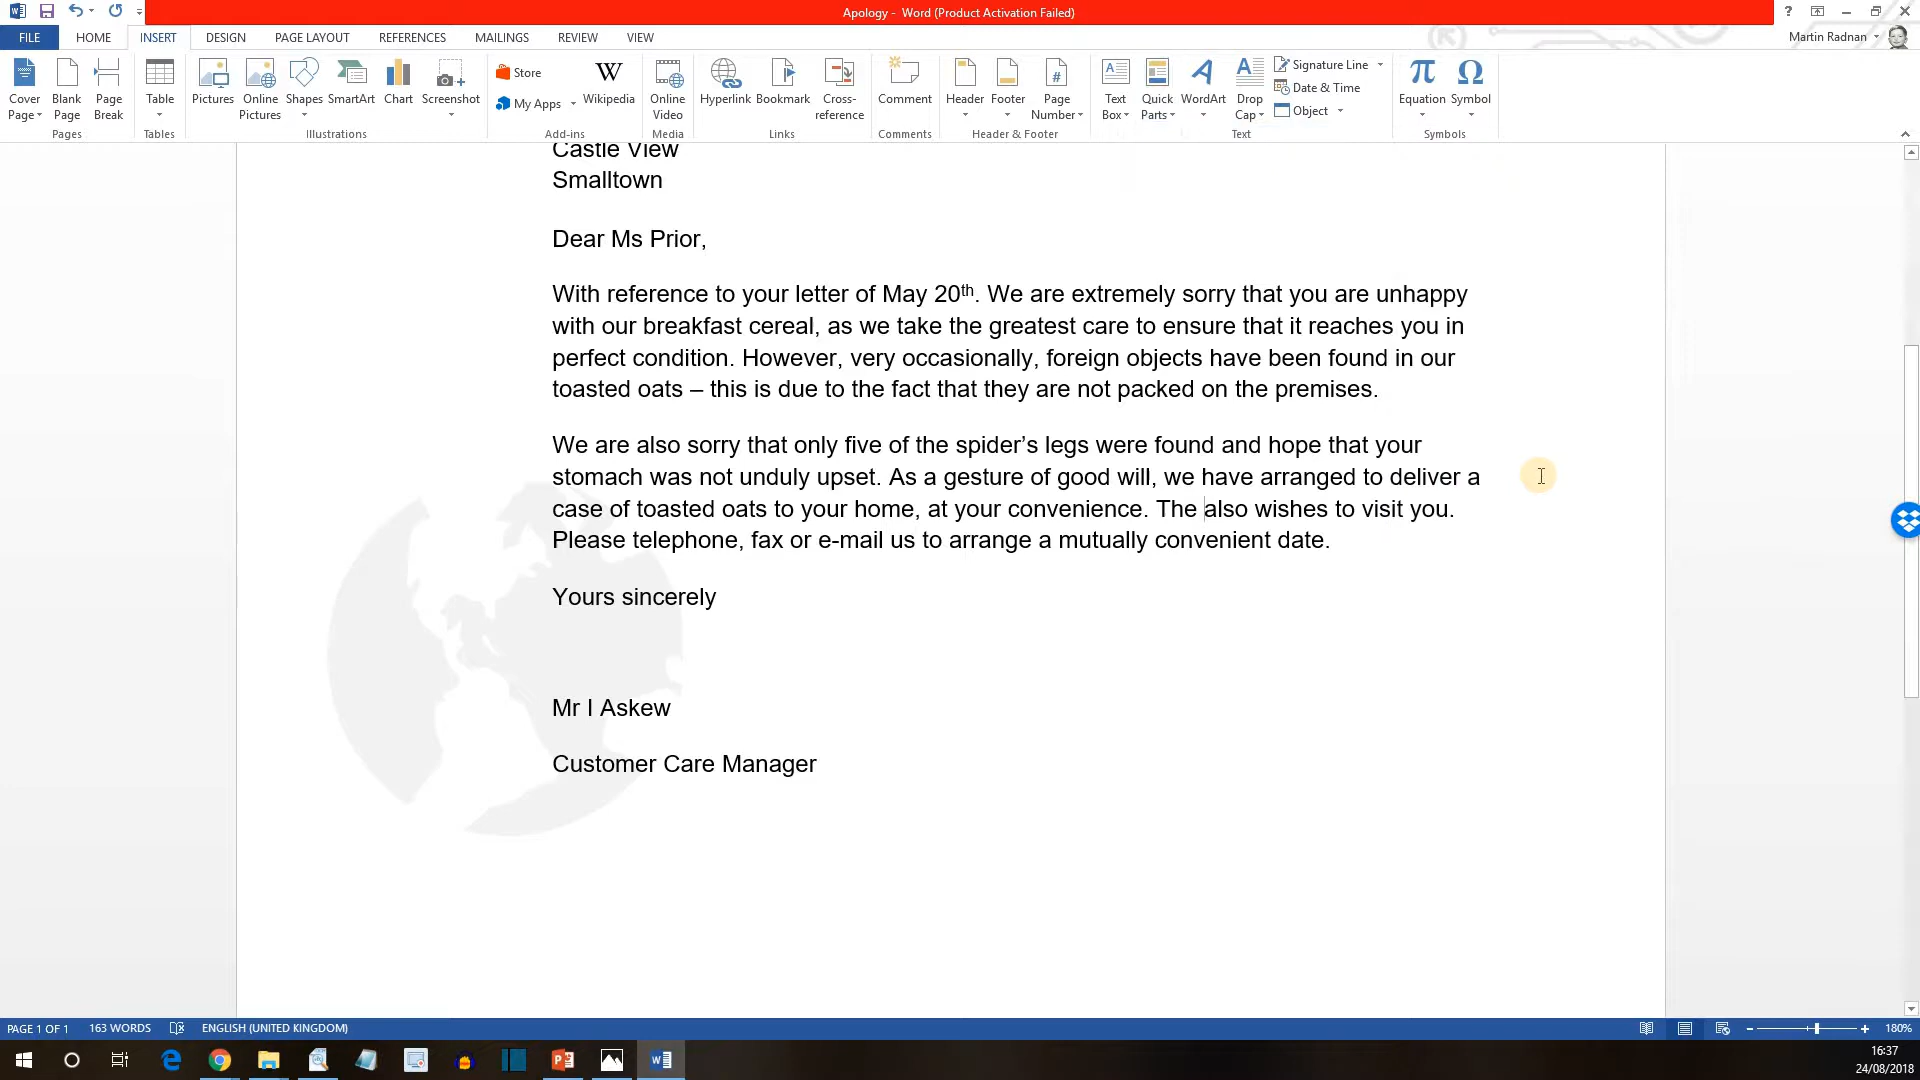 Apology - Word (Product Activation Failed)
?
FILE HOME INSERT DESIGN PAGE LAYOUT REFERENCES MAILINGS REVIEW VIEW
Martin Radnan
Cover Page
Blank Page
Page Break
Table
Pictures
Online Pictures
Shapes
SmartArt
Chart
Screenshot
Store
My Apps
W
Wikipedia
Online Video
Hyperlink
Bookmark
Cross-reference
Comment
Header
Footer
# Page Number
A Text Box
Quick Parts
A WordArt
A Drop Cap
Signature Line
Date & Time
Object
π Equation
Ω Symbol
Pages Tables Illustrations Add-ins Media Links Comments Header & Footer Text Symbols
Castle View
Smalltown
Dear Ms Prior,
With reference to your letter of May 20th. We are extremely sorry that you are unhappy
with our breakfast cereal, as we take the greatest care to ensure that it reaches you in
perfect condition. However, very occasionally, foreign objects have been found in our
toasted oats – this is due to the fact that they are not packed on the premises.
We are also sorry that only five of the spider’s legs were found and hope that your
stomach was not unduly upset. As a gesture of good will, we have arranged to deliver a
case of toasted oats to your home, at your convenience. The also wishes to visit you.
Please telephone, fax or e-mail us to arrange a mutually convenient date.
Yours sincerely
Mr I Askew
Customer Care Manager
PAGE 1 OF 1 163 WORDS ENGLISH (UNITED KINGDOM) 180%
16:37
24/08/2018